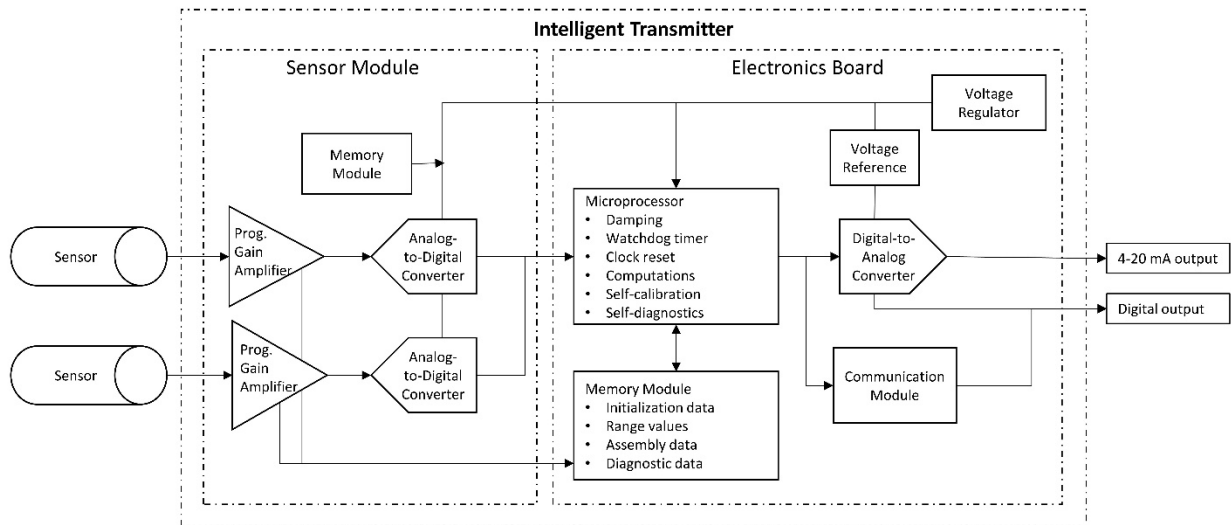 Intelligent Transmitter
Sensor Module
Electronics Board
Voltage
Regulator
Memory
Module
Voltage
Reference
Microprocessor
• Damping
• Watchdog timer
• Clock reset
• Computations
• Self-calibration
• Self-diagnostics
Sensor
Prog.
Gain
Amplifier
Analog-
to-Digital
Converter
Digital-to-
Analog
Converter
4-20 mA output
Digital output
Sensor
Prog.
Gain
Amplifier
Analog-
to-Digital
Converter
Memory Module
• Initialization data
• Range values
• Assembly data
• Diagnostic data
Communication
Module